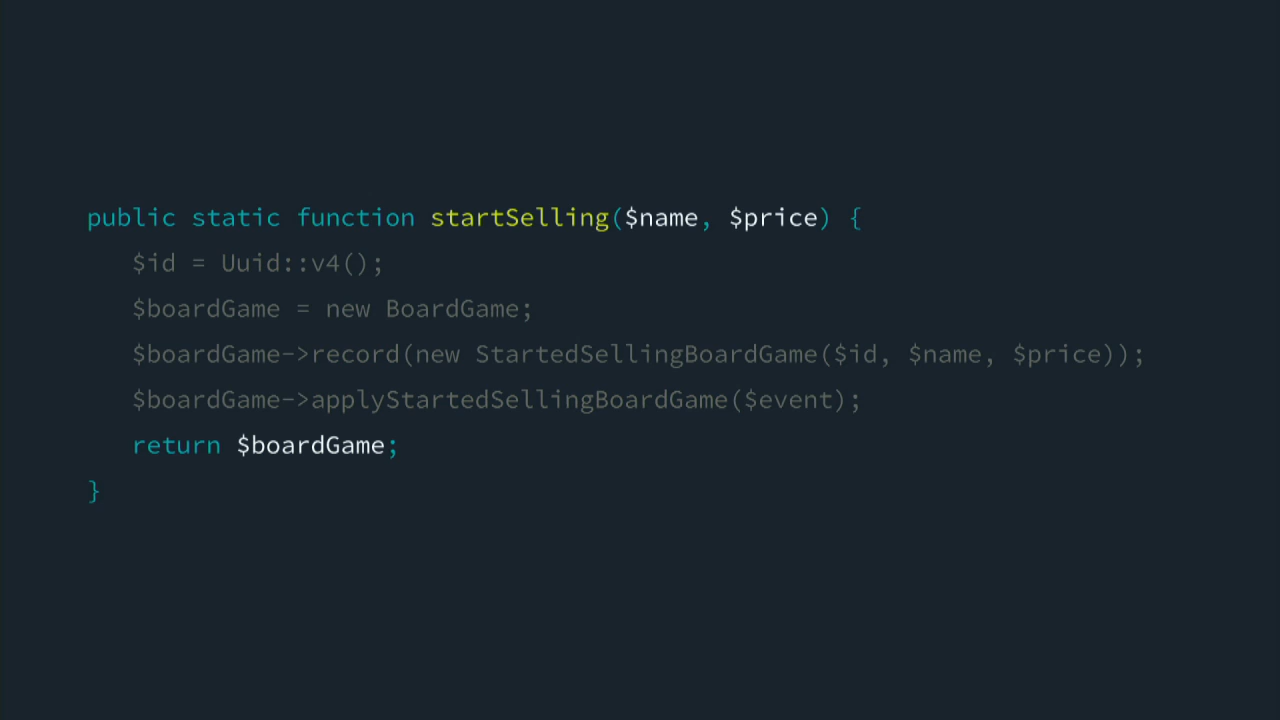 public static function startSelling($name, $price) {
$id = Uuid::v4();
$boardGame = new BoardGame;
$boardGame->record(new StartedSellingBoardGame($id, $name, $price));
$boardGame->applyStartedSellingBoardGame($event);
return $boardGame;
}